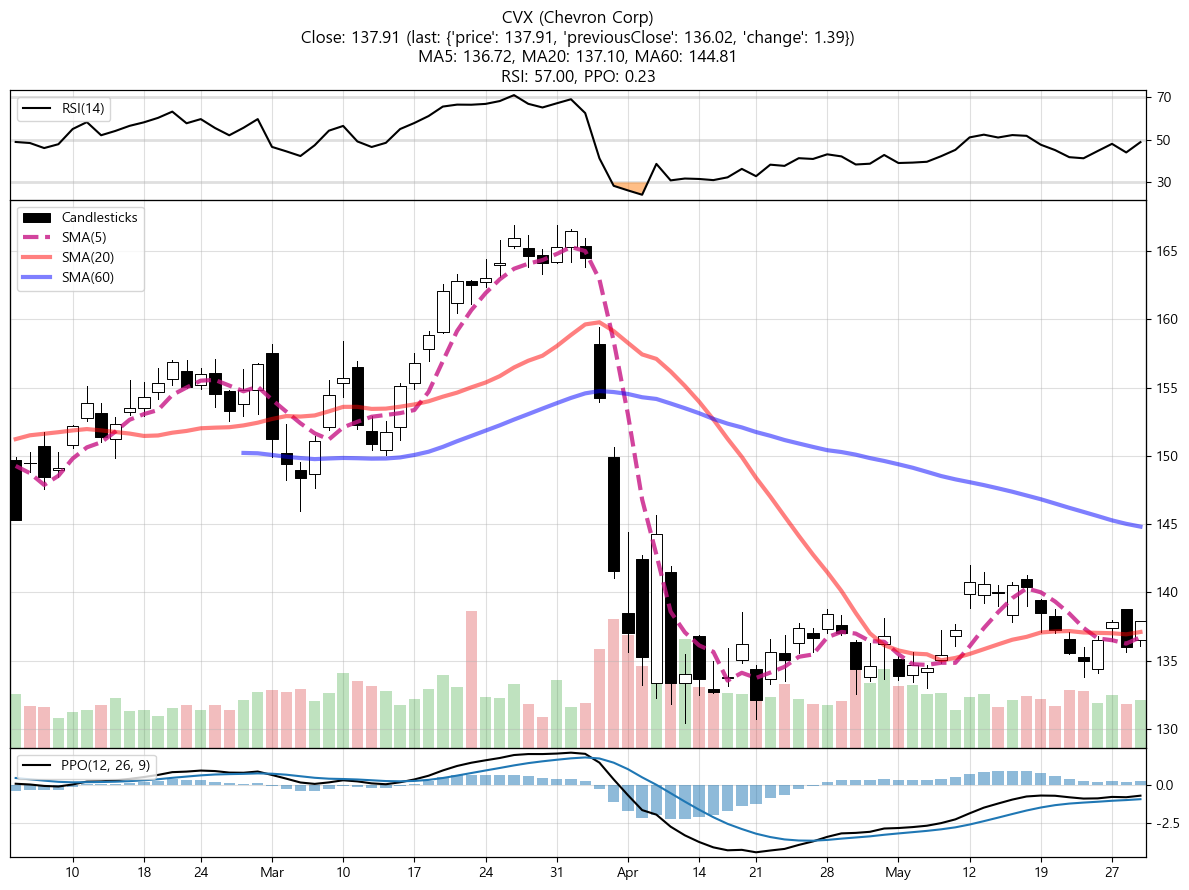 CVX (Chevron Corp)
Close: 137.91 (last: {'price': 137.91, 'previousClose': 136.02, 'change': 1.39})
MA5: 136.72, MA20: 137.10, MA60: 144.81
RSI: 57.00, PPO: 0.23
RSI(14)
70
50
30
Candlesticks
SMA(5)
SMA(20)
SMA(60)
165
160
155
150
145
140
135
130
PPO(12, 26, 9)
0.0
−2.5
10 18 24 Mar 10 17 24 31 Apr 14 21 28 May 12 19 27